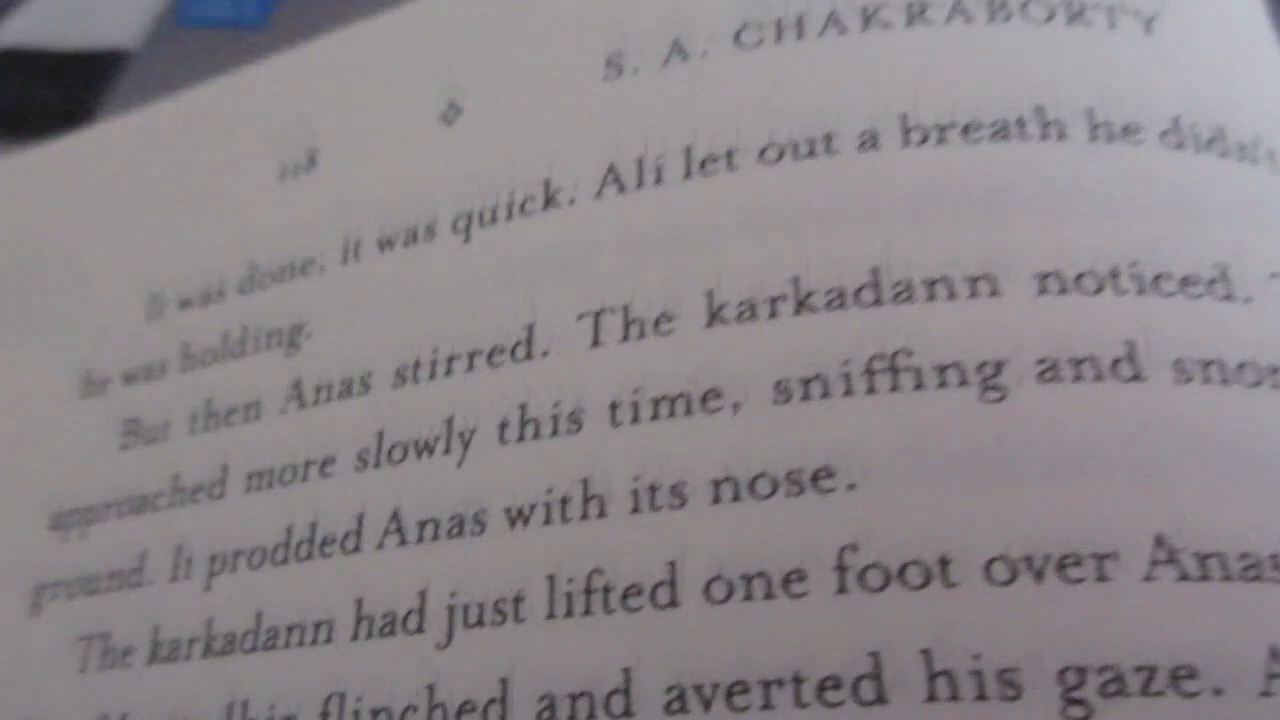 S. A. CHAKRABORTY
It was done, it was quick. Ali let out a breath he
he was holding.
But then Anas stirred. The karkadann noticed.
approached more slowly this time, sniffing and
ground. It prodded Anas with its nose.
The karkadann had just lifted one foot over
flinched and averted his gaze.